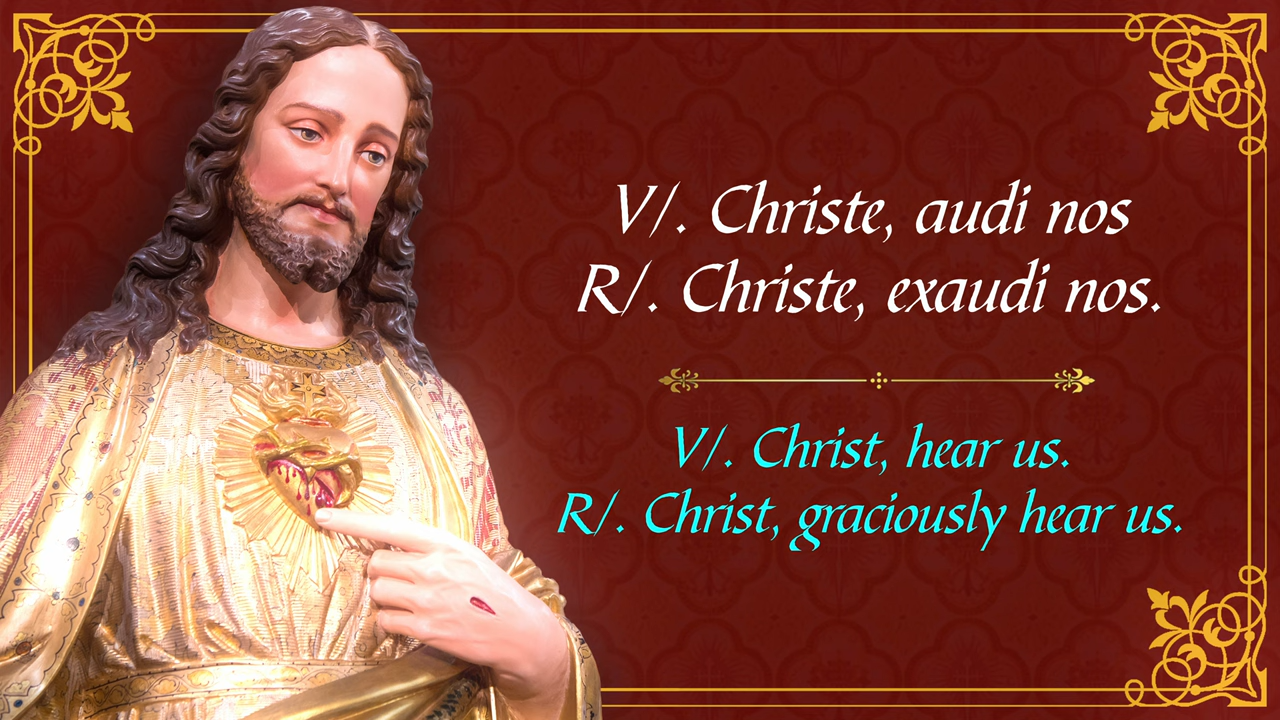 V/. Christe, audi nos
R/. Christe, exaudi nos.
V/. Christ, hear us.
R/. Christ, graciously hear us.